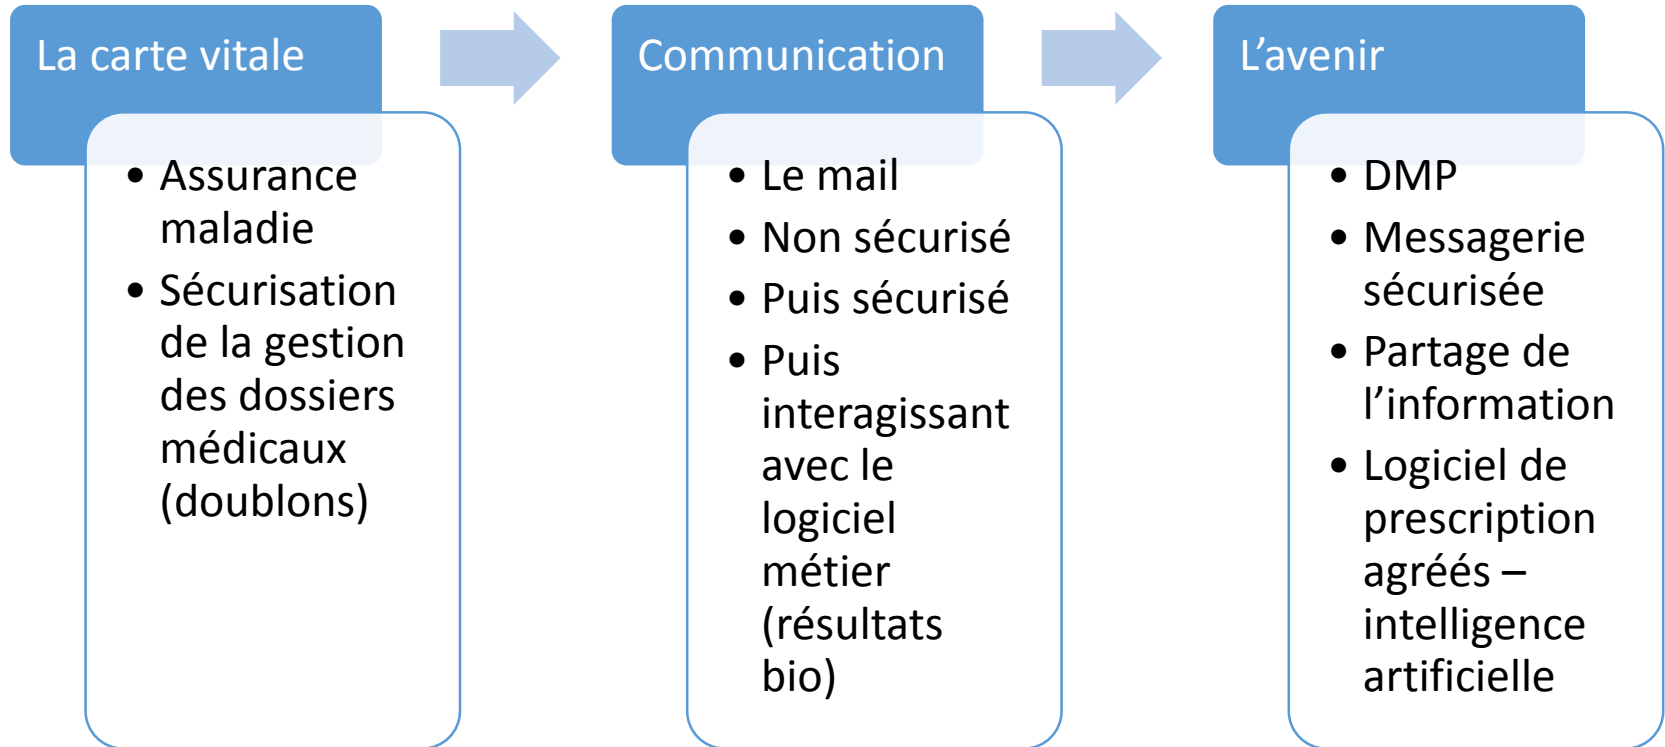 La carte vitale
• Assurance
maladie
• Sécurisation
de la gestion
des dossiers
médicaux
(doublons)
Communication
• Le mail
• Non sécurisé
• Puis sécurisé
• Puis
interagissant
avec le
logiciel
métier
(résultats
bio)
L’avenir
• DMP
• Messagerie
sécurisée
• Partage de
l’information
• Logiciel de
prescription
agréés –
intelligence
artificielle